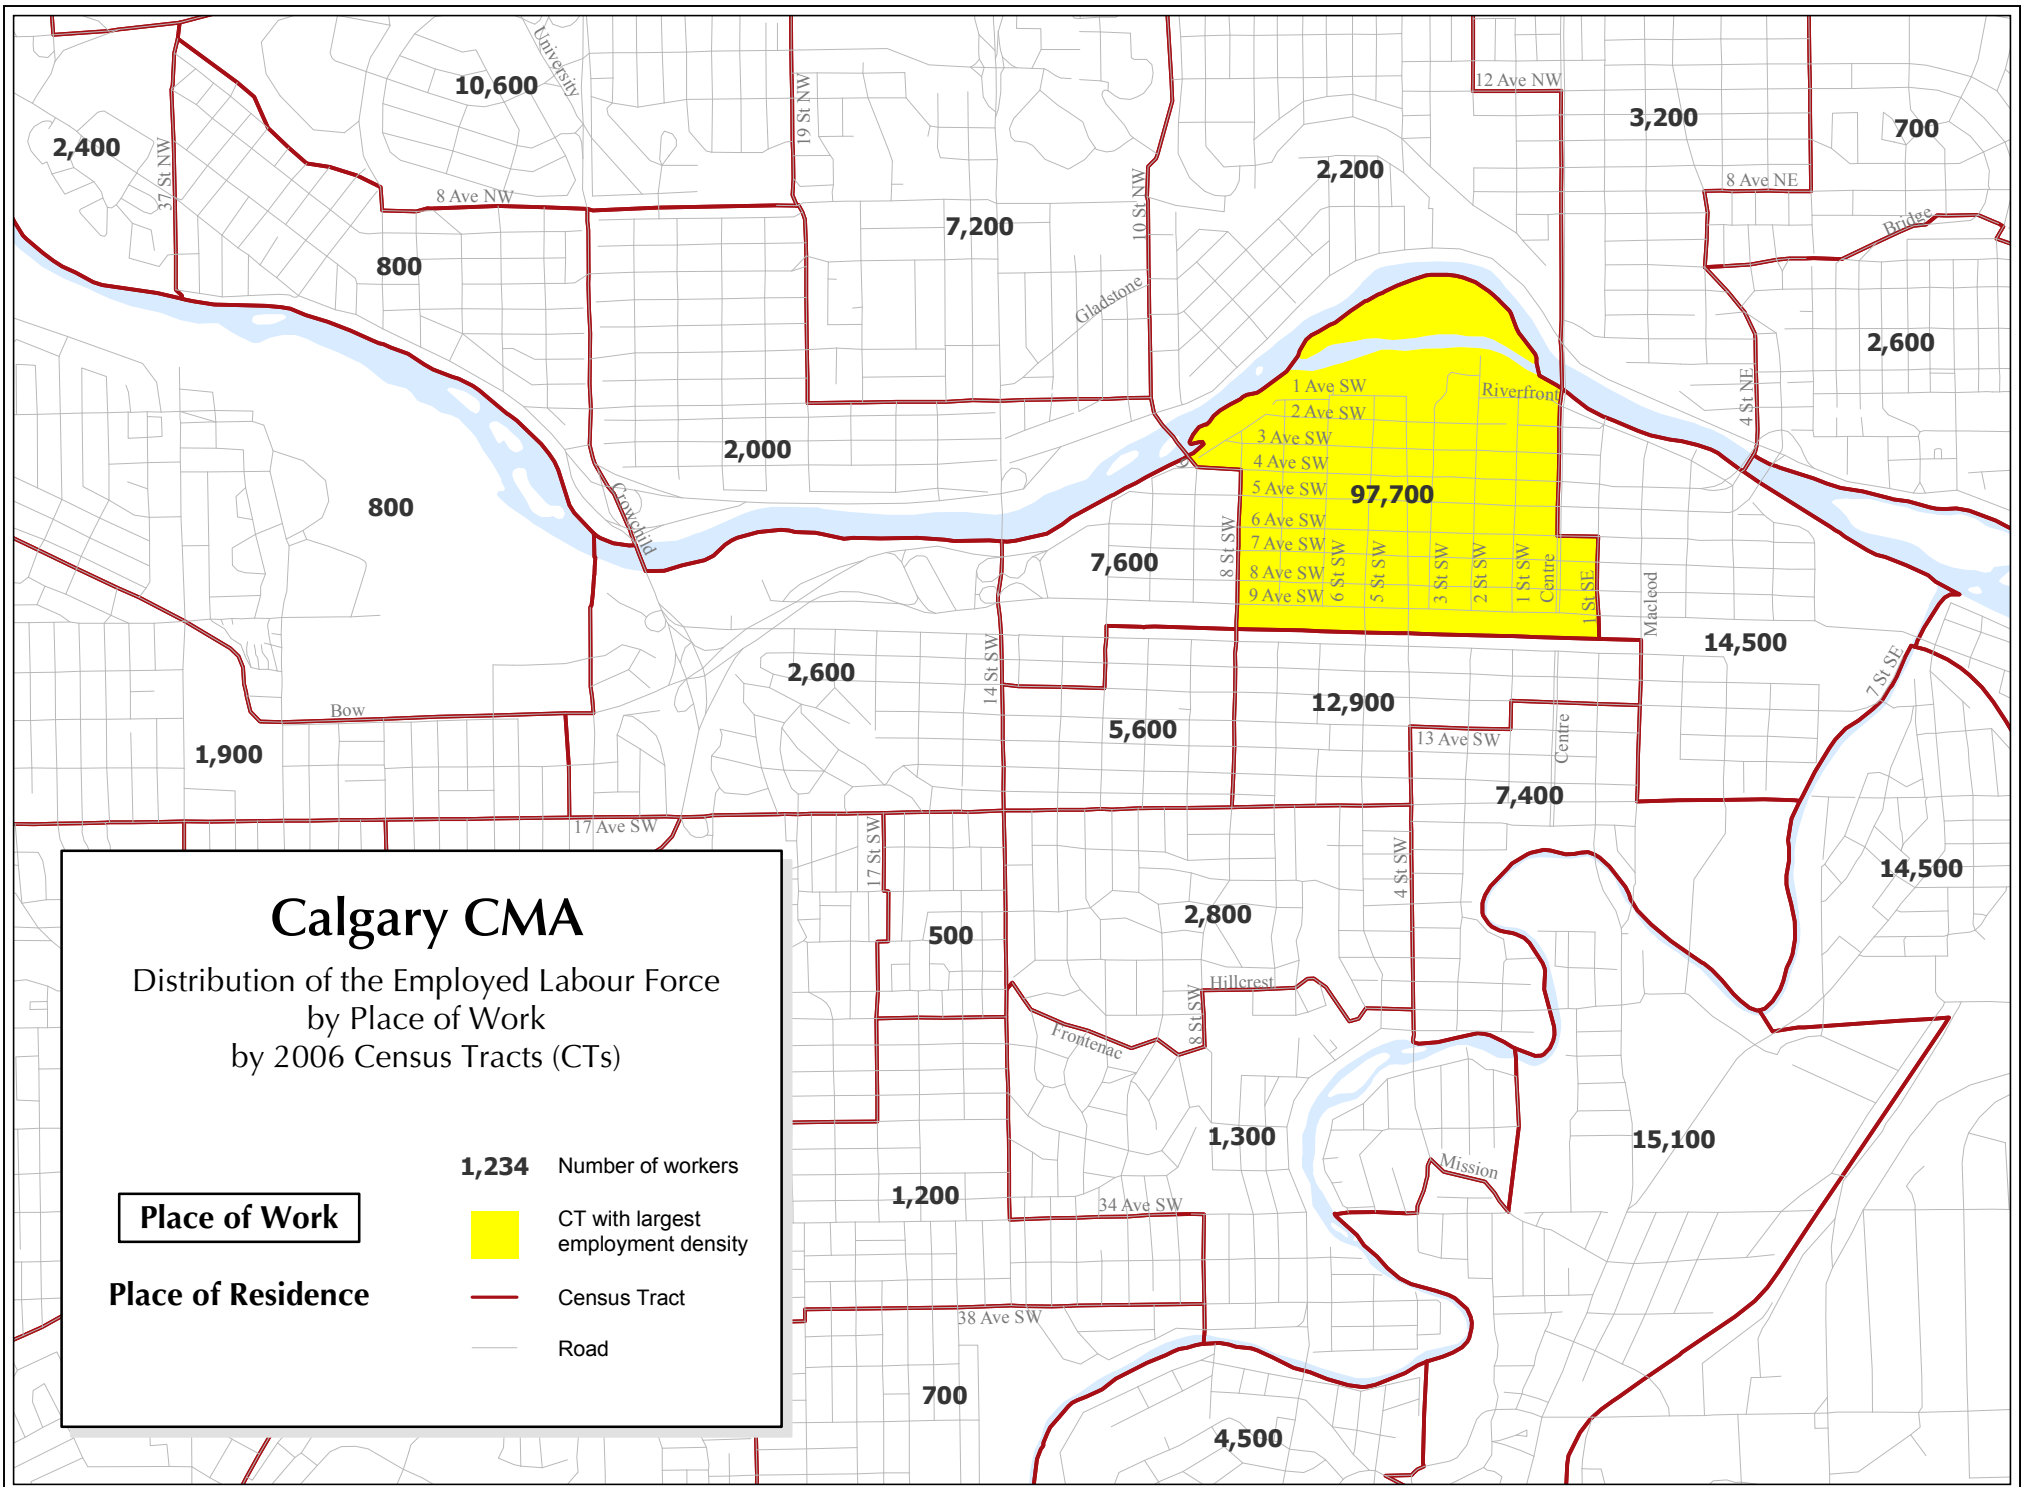 University
10,600
12 Ave NW
3,200
700
2,400
37 St NW
19 St NW
2,200
8 Ave NW
10 St NW
8 Ave NE
7,200
Bridge
800
Gladstone
2,600
1 Ave SW
Riverfront
2 Ave SW
4 St NE
3 Ave SW
2,000
4 Ave SW
5 Ave SW
97,700
800
Crowchild
6 Ave SW
7 Ave SW
8 St SW
7,600
8 Ave SW
9 Ave SW
6 St SW
5 St SW
3 St SW
2 St SW
1 St SW
Centre
1 St SE
Macleod
14,500
14 St SW
2,600
7 St SE
12,900
Bow
5,600
13 Ave SW
Centre
1,900
7,400
17 Ave SW
17 St SW
4 St SW
14,500
Calgary CMA
Distribution of the Employed Labour Force
by Place of Work
by 2006 Census Tracts (CTs)
1,234 Number of workers
Place of Work
CT with largest
employment density
Place of Residence
Census Tract
Road
2,800
500
Hillcrest
8 St SW
Frontenac
1,300
15,100
Mission
1,200
34 Ave SW
38 Ave SW
700
4,500